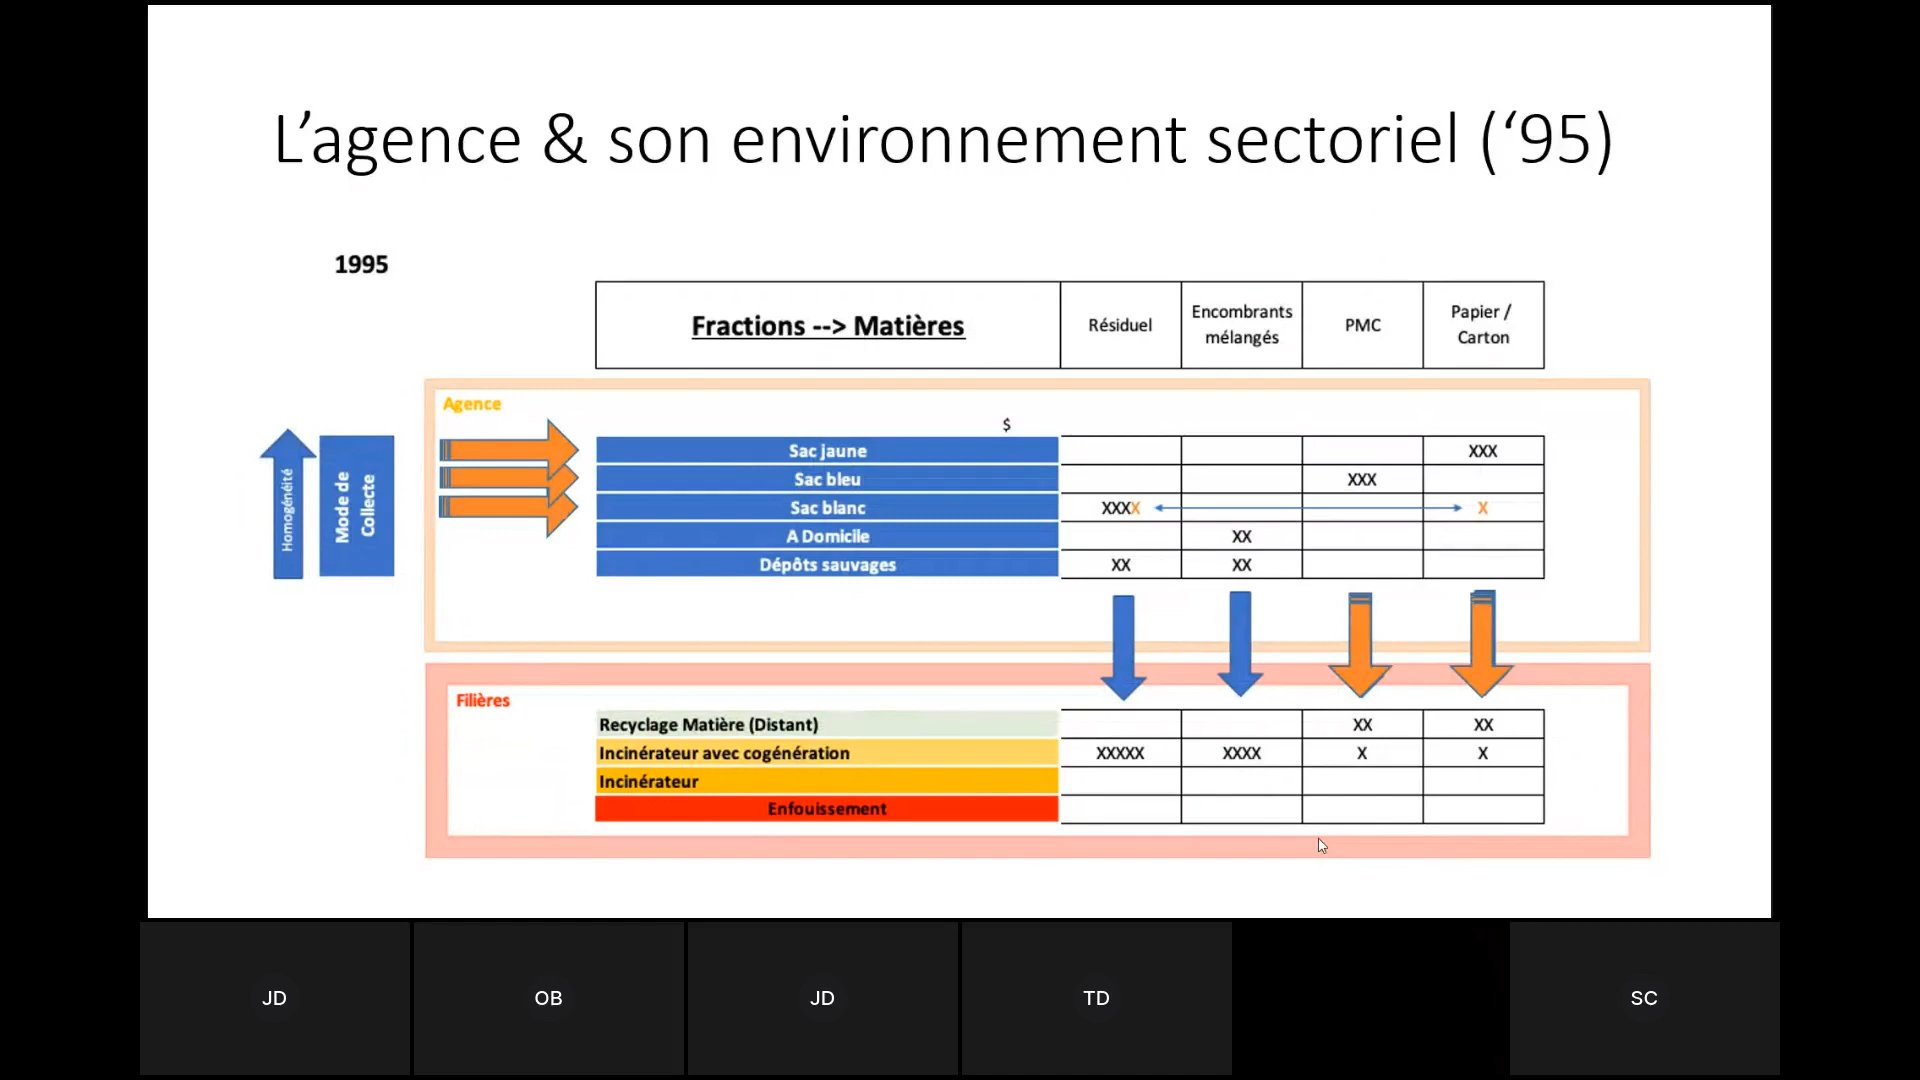 L’agence & son environnement sectoriel (‘95)
1995
Fractions --> Matières
Résiduel
Encombrants
mélangés
PMC
Papier /
Carton
Agence
$
Homogénéité
Mode de
Collecte
Sac jaune
XXX
Sac bleu
XXX
Sac blanc
XXXX
X
A Domicile
XX
Dépôts sauvages
XX
XX
Filières
Recyclage Matière (Distant)
XX
XX
Incinérateur avec cogénération
XXXXX
XXXX
X
X
Incinérateur
Enfouissement
JD
OB
JD
TD
SC